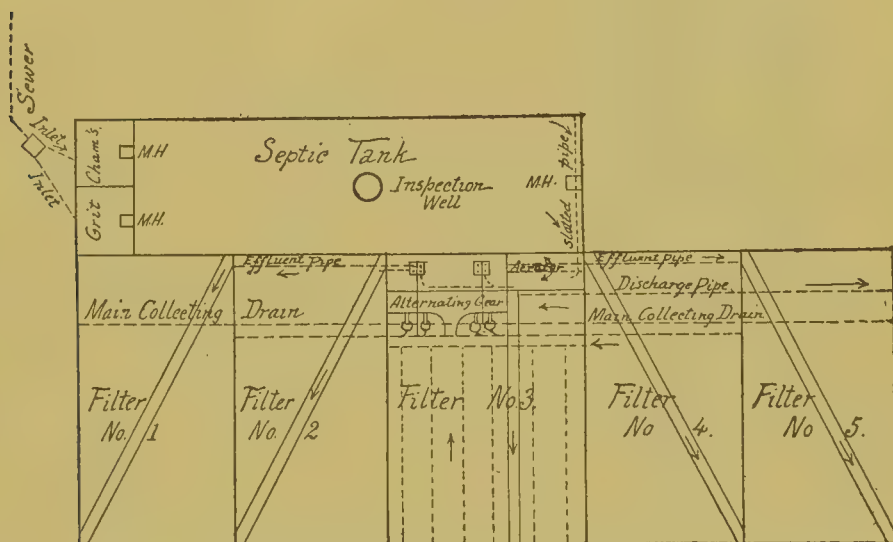 Sewer
Inlet
Inlet
Grit Cham's.
M.H
M.H.
Septic Tank
Inspection
Well
M.H.
slotted pipe
Effluent Pipe
Aerator
Effluent Pipe
Discharge Pipe
Alternating Gear
Main Collecting Drain
Main Collecting Drain
Filter
No. 1
Filter
No. 2
Filter No 3.
Filter
No 4.
Filter
No 5.